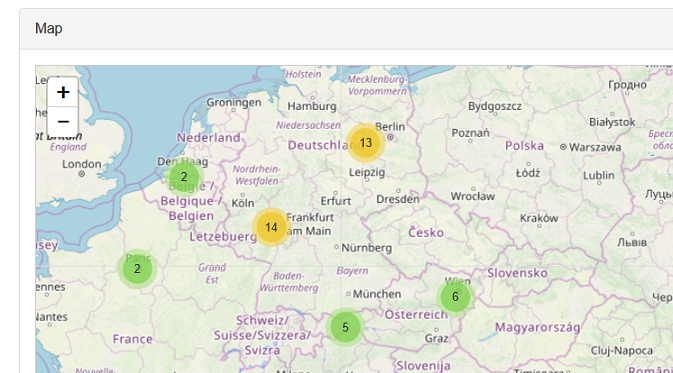 Map
+
−
Holstein
Mecklenburg-
Vorpommern
Гродно
Groningen
Hamburg
Bydgoszcz
Białystok
England
Nederland
Niedersachsen
Berlin
Poznań
Polska
Warszawa
London
Den Haag
Deutschland
13
Leipzig
Łódź
Lublin
2
België /
Belgique /
Belgien
Nordrhein-
Westfalen
Köln
Erfurt
Dresden
Wrocław
Kraków
Львів
14
Frankfurt
am Main
Lëtzebuerg
Nürnberg
Česko
Paris
2
Grand
Est
Baden-
Württemberg
Bayern
München
Slovensko
Wien
6
Österreich
5
Schweiz/
Suisse/Svizzera/
Svizra
Graz
Magyarország
France
Slovenija
Cluj-Napoca